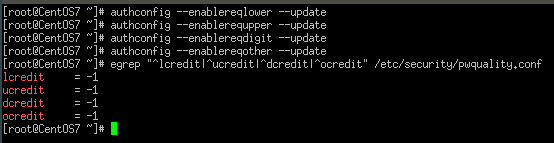 [root@CentOS7 ~]# authconfig --enablereqlower --update
[root@CentOS7 ~]# authconfig --enablerequpper --update
[root@CentOS7 ~]# authconfig --enablereqdigit --update
[root@CentOS7 ~]# authconfig --enablereqother --update
[root@CentOS7 ~]# egrep "^lcredit|^ucredit|^dcredit|^ocredit" /etc/security/pwquality.conf
lcredit     = -1
ucredit     = -1
dcredit     = -1
ocredit     = -1
[root@CentOS7 ~]#